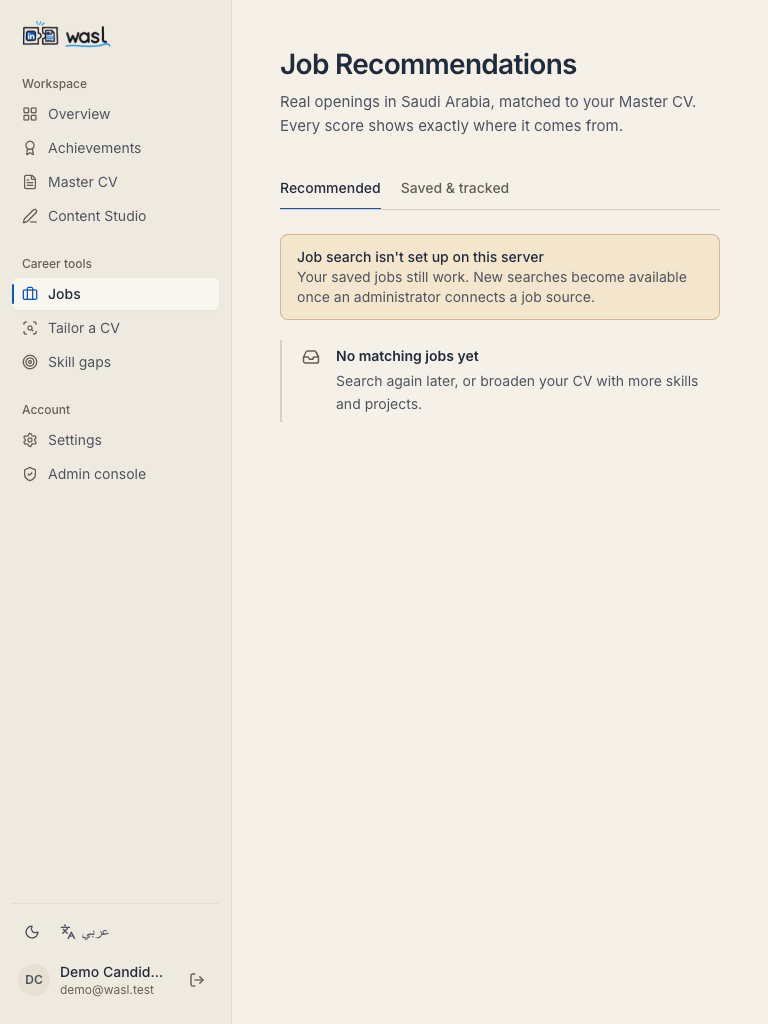 in wasl
Workspace
Overview
Achievements
Master CV
Content Studio
Career tools
Jobs
Tailor a CV
Skill gaps
Account
Settings
Admin console
عربي
DC
Demo Candid...
demo@wasl.test
Job Recommendations
Real openings in Saudi Arabia, matched to your Master CV.
Every score shows exactly where it comes from.
Recommended Saved & tracked
Job search isn't set up on this server
Your saved jobs still work. New searches become available
once an administrator connects a job source.
No matching jobs yet
Search again later, or broaden your CV with more skills
and projects.